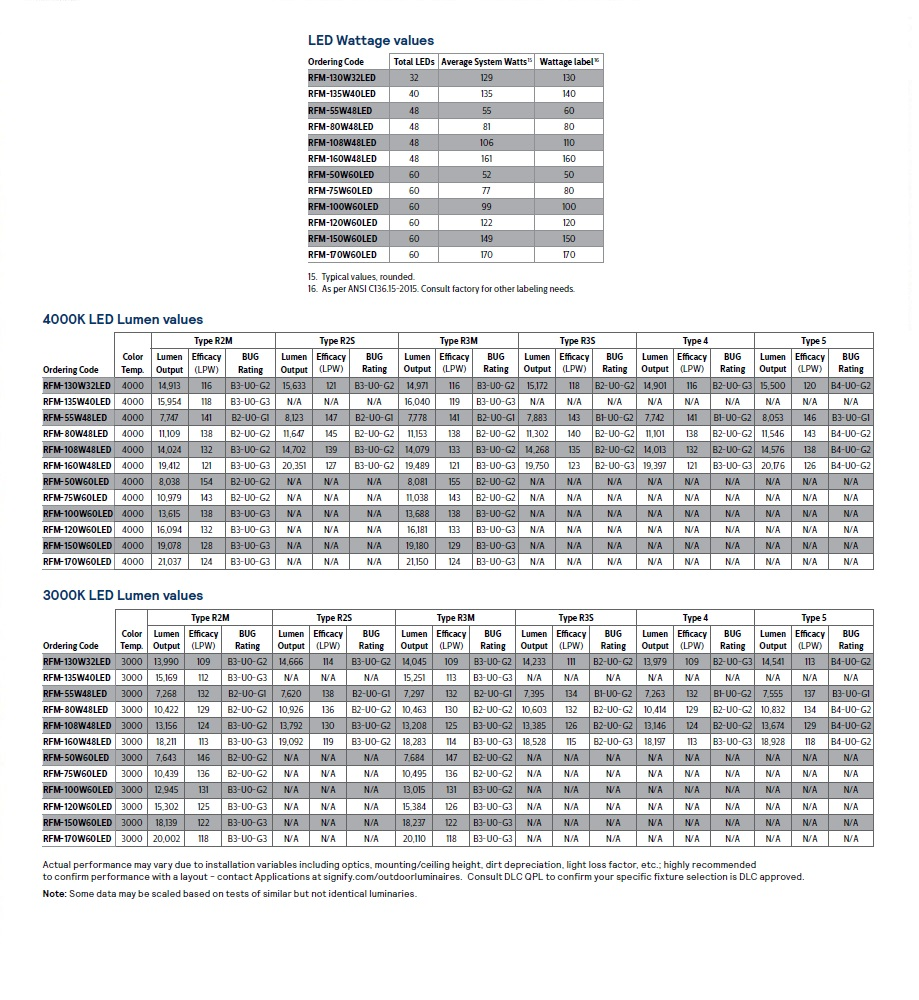 LED Wattage values
Ordering Code Total LEDs Average System Watts15 Wattage label16
RFM-130W32LED 32 129 130
RFM-135W40LED 40 135 140
RFM-55W48LED 48 55 60
RFM-80W48LED 48 81 80
RFM-108W48LED 48 106 110
RFM-160W48LED 48 161 160
RFM-50W60LED 60 52 50
RFM-75W60LED 60 77 80
RFM-100W60LED 60 99 100
RFM-120W60LED 60 122 120
RFM-150W60LED 60 149 150
RFM-170W60LED 60 170 170
15. Typical values, rounded.
16. As per ANSI C136.15-2015. Consult factory for other labeling needs.
4000K LED Lumen values
Type R2M Type R2S Type R3M Type R3S Type 4 Type 5
Color Lumen Efficacy BUG Lumen Efficacy BUG Lumen Efficacy BUG Lumen Efficacy BUG Lumen Efficacy BUG Lumen Efficacy BUG
Ordering Code Temp. Output (LPW) Rating Output (LPW) Rating Output (LPW) Rating Output (LPW) Rating Output (LPW) Rating Output (LPW) Rating
RFM-130W32LED 4000 14,913 116 B3-U0-G2 15,633 121 B3-U0-G2 14,971 116 B3-U0-G2 15,172 118 B2-U0-G2 14,901 116 B2-U0-G3 15,500 120 B4-U0-G2
RFM-135W40LED 4000 15,954 118 B3-U0-G3 N/A N/A N/A 16,040 119 B3-U0-G3 N/A N/A N/A N/A N/A N/A N/A N/A N/A
RFM-55W48LED 4000 7,747 141 B2-U0-G1 8,123 147 B2-U0-G1 7,778 141 B2-U0-G1 7,883 143 B1-U0-G2 7,742 141 B1-U0-G2 8,053 146 B3-U0-G1
RFM-80W48LED 4000 11,109 138 B2-U0-G2 11,647 145 B2-U0-G2 11,153 138 B2-U0-G2 11,302 140 B2-U0-G2 11,101 138 B2-U0-G2 11,546 143 B4-U0-G2
RFM-108W48LED 4000 14,024 132 B3-U0-G2 14,702 139 B3-U0-G2 14,079 133 B3-U0-G2 14,268 135 B2-U0-G2 14,013 132 B2-U0-G2 14,576 138 B4-U0-G2
RFM-160W48LED 4000 19,412 121 B3-U0-G3 20,351 127 B3-U0-G2 19,489 121 B3-U0-G3 19,750 123 B2-U0-G3 19,397 121 B3-U0-G3 20,176 126 B4-U0-G2
RFM-50W60LED 4000 8,038 154 B2-U0-G2 N/A N/A N/A 8,081 155 B2-U0-G2 N/A N/A N/A N/A N/A N/A N/A N/A N/A
RFM-75W60LED 4000 10,979 143 B2-U0-G2 N/A N/A N/A 11,038 143 B2-U0-G2 N/A N/A N/A N/A N/A N/A N/A N/A N/A
RFM-100W60LED 4000 13,615 138 B3-U0-G3 N/A N/A N/A 13,688 138 B3-U0-G2 N/A N/A N/A N/A N/A N/A N/A N/A N/A
RFM-120W60LED 4000 16,094 132 B3-U0-G3 N/A N/A N/A 16,181 133 B3-U0-G3 N/A N/A N/A N/A N/A N/A N/A N/A N/A
RFM-150W60LED 4000 19,078 128 B3-U0-G3 N/A N/A N/A 19,180 129 B3-U0-G3 N/A N/A N/A N/A N/A N/A N/A N/A N/A
RFM-170W60LED 4000 21,037 124 B3-U0-G3 N/A N/A N/A 21,150 124 B3-U0-G3 N/A N/A N/A N/A N/A N/A N/A N/A N/A
3000K LED Lumen values
Type R2M Type R2S Type R3M Type R3S Type 4 Type 5
Color Lumen Efficacy BUG Lumen Efficacy BUG Lumen Efficacy BUG Lumen Efficacy BUG Lumen Efficacy BUG Lumen Efficacy BUG
Ordering Code Temp. Output (LPW) Rating Output (LPW) Rating Output (LPW) Rating Output (LPW) Rating Output (LPW) Rating Output (LPW) Rating
RFM-130W32LED 3000 13,990 109 B3-U0-G2 14,666 114 B3-U0-G2 14,045 109 B3-U0-G2 14,233 111 B2-U0-G2 13,979 109 B2-U0-G3 14,541 113 B4-U0-G2
RFM-135W40LED 3000 15,169 112 B3-U0-G3 N/A N/A N/A 15,251 113 B3-U0-G3 N/A N/A N/A N/A N/A N/A N/A N/A N/A
RFM-55W48LED 3000 7,268 132 B2-U0-G1 7,620 138 B2-U0-G1 7,297 132 B2-U0-G1 7,395 134 B1-U0-G2 7,263 132 B1-U0-G2 7,555 137 B3-U0-G1
RFM-80W48LED 3000 10,422 129 B2-U0-G2 10,926 136 B2-U0-G2 10,463 130 B2-U0-G2 10,603 132 B2-U0-G2 10,414 129 B2-U0-G2 10,832 134 B4-U0-G2
RFM-108W48LED 3000 13,156 124 B3-U0-G2 13,792 130 B3-U0-G2 13,208 125 B3-U0-G2 13,385 126 B2-U0-G2 13,146 124 B2-U0-G2 13,674 129 B4-U0-G2
RFM-160W48LED 3000 18,211 113 B3-U0-G3 19,092 119 B3-U0-G2 18,283 114 B3-U0-G3 18,528 115 B2-U0-G3 18,197 113 B3-U0-G3 18,928 118 B4-U0-G2
RFM-50W60LED 3000 7,643 146 B2-U0-G2 N/A N/A N/A 7,684 147 B2-U0-G2 N/A N/A N/A N/A N/A N/A N/A N/A N/A
RFM-75W60LED 3000 10,439 136 B2-U0-G2 N/A N/A N/A 10,495 136 B2-U0-G2 N/A N/A N/A N/A N/A N/A N/A N/A N/A
RFM-100W60LED 3000 12,945 131 B3-U0-G2 N/A N/A N/A 13,015 131 B3-U0-G2 N/A N/A N/A N/A N/A N/A N/A N/A N/A
RFM-120W60LED 3000 15,302 125 B3-U0-G3 N/A N/A N/A 15,384 126 B3-U0-G3 N/A N/A N/A N/A N/A N/A N/A N/A N/A
RFM-150W60LED 3000 18,139 122 B3-U0-G3 N/A N/A N/A 18,237 122 B3-U0-G3 N/A N/A N/A N/A N/A N/A N/A N/A N/A
RFM-170W60LED 3000 20,002 118 B3-U0-G3 N/A N/A N/A 20,110 118 B3-U0-G3 N/A N/A N/A N/A N/A N/A N/A N/A N/A
Actual performance may vary due to installation variables including optics, mounting/ceiling height, dirt depreciation, light loss factor, etc.; highly recommended
to confirm performance with a layout - contact Applications at signify.com/outdoorluminaires. Consult DLC QPL to confirm your specific fixture selection is DLC approved.
Note: Some data may be scaled based on tests of similar but not identical luminaries.